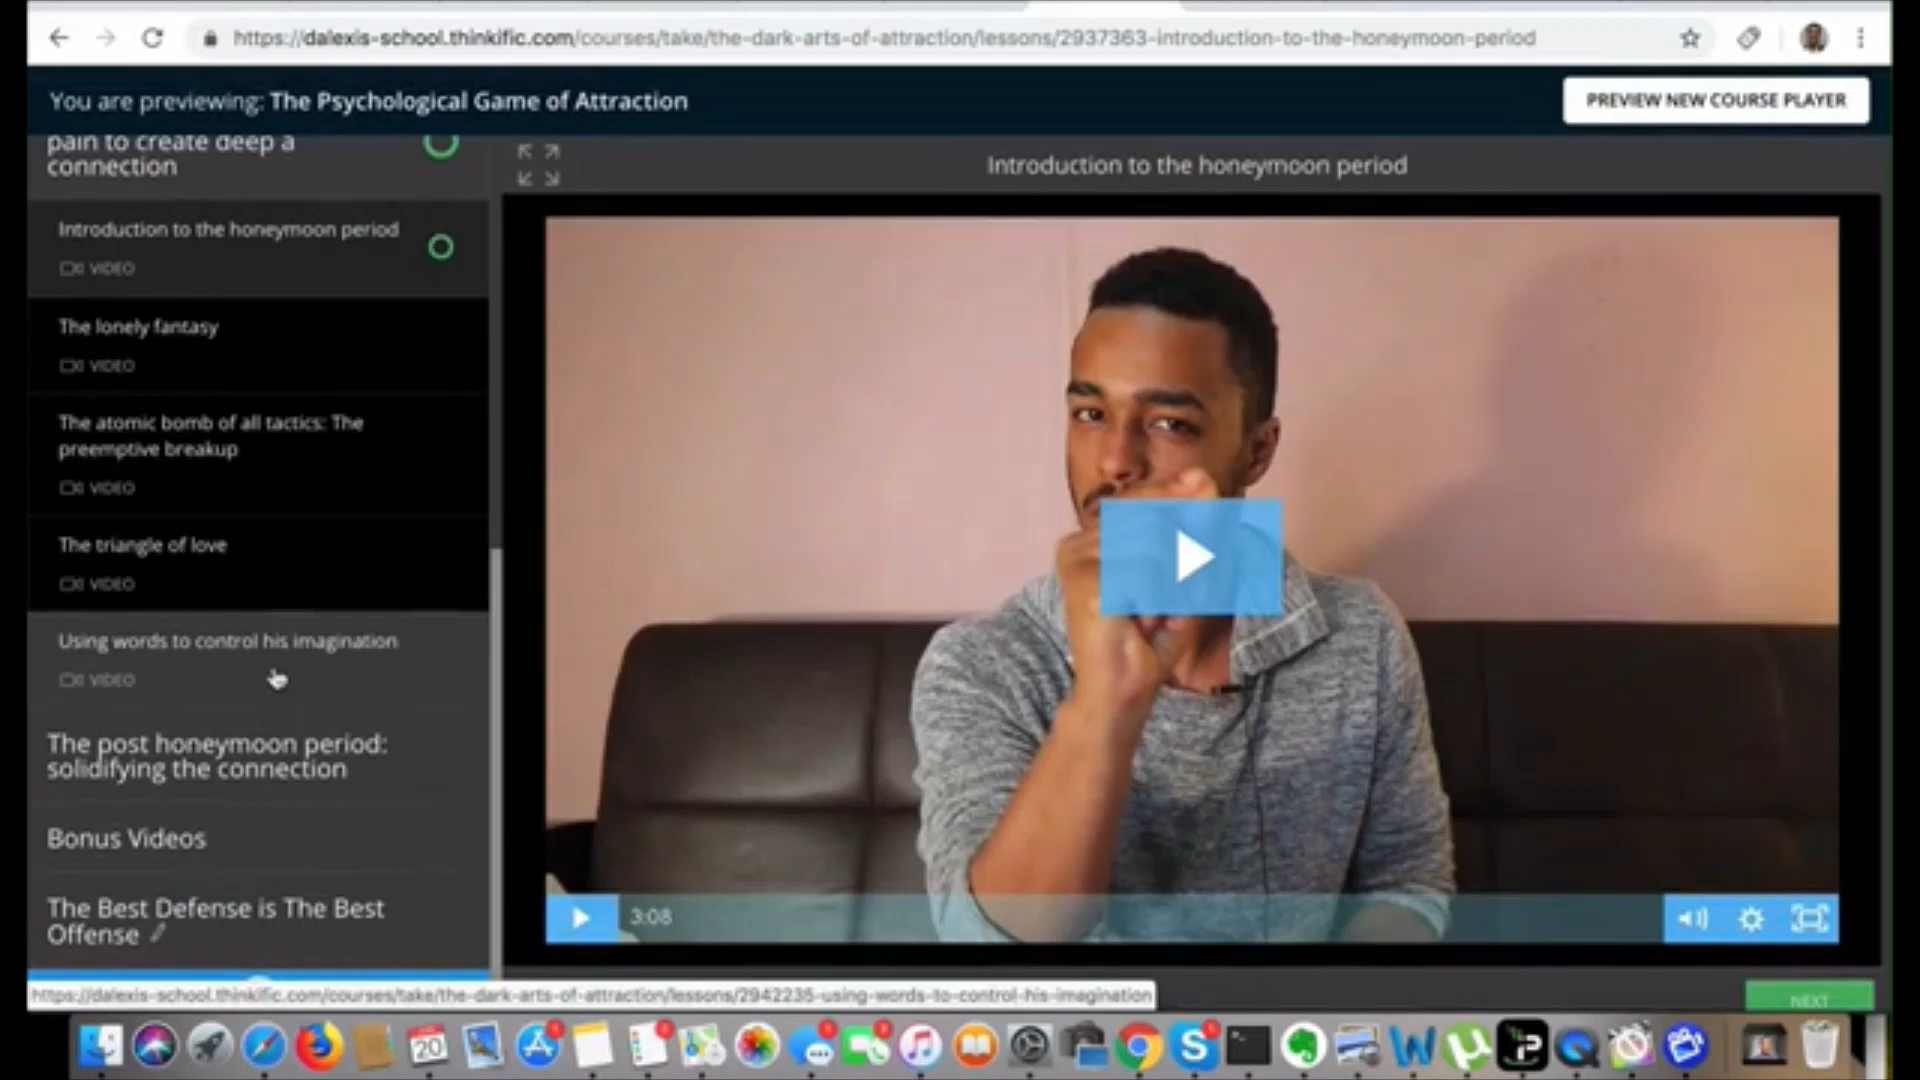 https://dalexis-school.thinkific.com/courses/take/the-dark-arts-of-attraction/lessons/2937363-introduction-to-the-honeymoon-period
You are previewing: The Psychological Game of Attraction
PREVIEW NEW COURSE PLAYER
pain to create deep a
connection
Introduction to the honeymoon period
VIDEO
The lonely fantasy
VIDEO
The atomic bomb of all tactics: The
preemptive breakup
VIDEO
The triangle of love
VIDEO
Using words to control his imagination
VIDEO
The post honeymoon period:
solidifying the connection
Bonus Videos
The Best Defense is The Best
Offense
Introduction to the honeymoon period
3:08
NEXT
https://dalexis-school.thinkific.com/courses/take/the-dark-arts-of-attraction/lessons/2942235-using-words-to-control-his-imagination
20